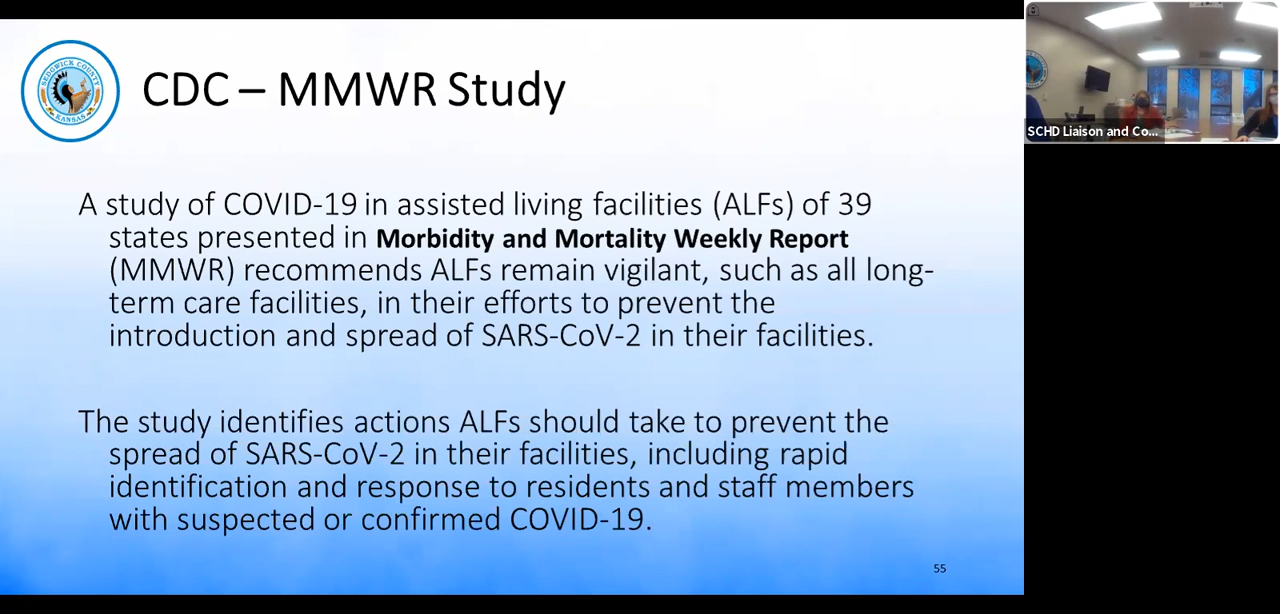 SEDGWICK COUNTY
KANSAS
CDC – MMWR Study
SCHD Liaison and Co...
A study of COVID-19 in assisted living facilities (ALFs) of 39
states presented in Morbidity and Mortality Weekly Report
(MMWR) recommends ALFs remain vigilant, such as all long-
term care facilities, in their efforts to prevent the
introduction and spread of SARS-CoV-2 in their facilities.
The study identifies actions ALFs should take to prevent the
spread of SARS-CoV-2 in their facilities, including rapid
identification and response to residents and staff members
with suspected or confirmed COVID-19.
55